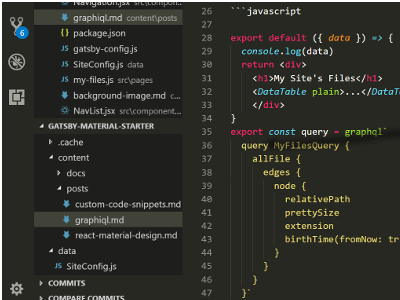 Navigation.jsx src\compone...
graphiql.md content\posts
package.json
gatsby-config.js
SiteConfig.js data
my-files.js src\pages
background-image.md c...
NavList.jsx src\componen...
6
GATSBY-MATERIAL-STARTER
.cache
content
docs
posts
custom-code-snippets.md
graphiql.md
react-material-design.md
data
SiteConfig.js
COMMITS
COMPARE COMMITS
26 ```javascript
27
28 export default ({ data }) => {
29 console.log(data)
30 return <div>
31 <h1>My Site's Files</h1>
32 <DataTable plain>...</DataT
33 </div>
34 }
35 export const query = graphql`
36 query MyFilesQuery {
37 allFile {
38 edges {
39 node {
40 relativePath
41 prettySize
42 extension
43 birthTime(fromNow: tr
44 }
45 }
46 }
47 }`